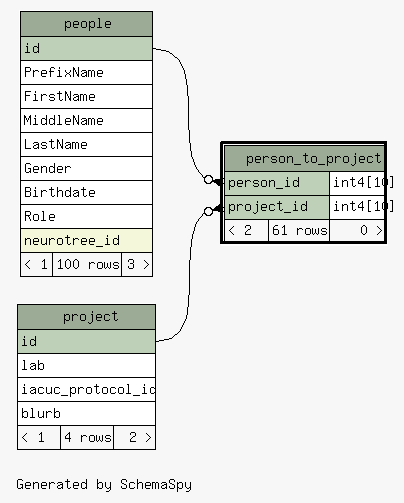 people
id
PrefixName
FirstName
MiddleName
LastName
Gender
Birthdate
Role
neurotree_id
< 1 100 rows 3 >
person_to_project
person_id int4[10]
project_id int4[10]
< 2 61 rows 0 >
project
id
lab
iacuc_protocol_id
blurb
< 1 4 rows 2 >
Generated by SchemaSpy